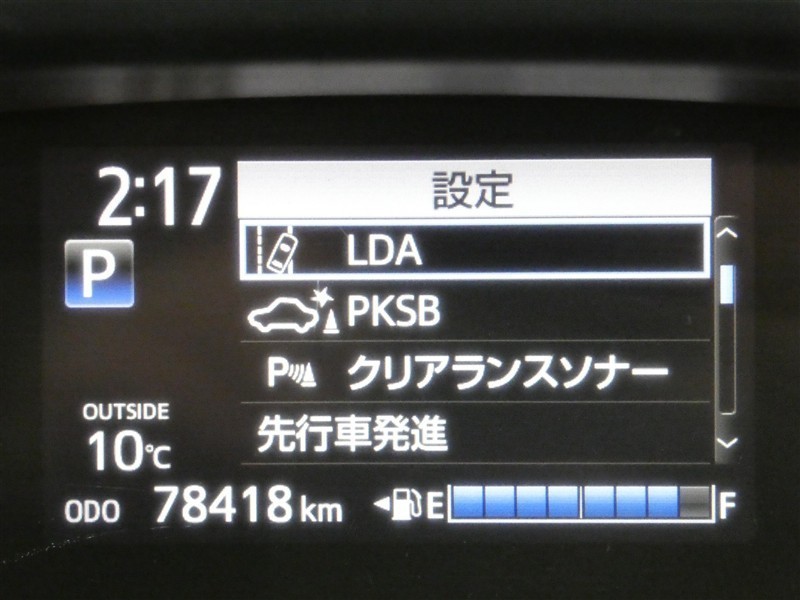 2:17
設定
P
LDA
PKSB
P クリアランスソナー
先行車発進
OUTSIDE
10℃
ODO 78418 km E F